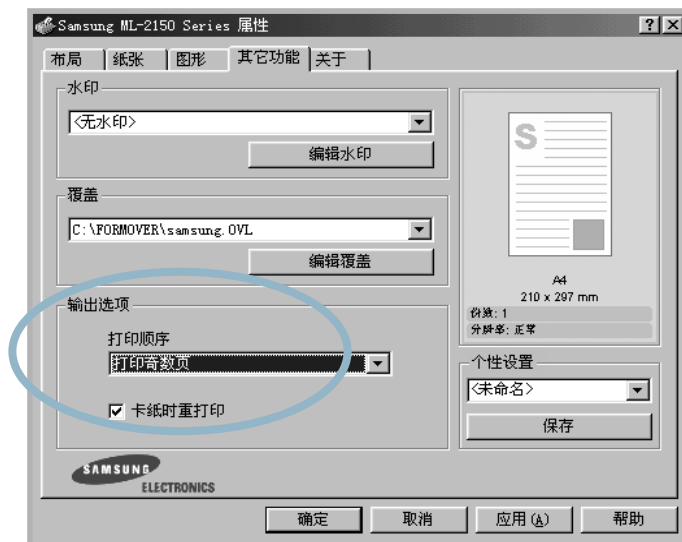 Samsung ML-2150 Series 属性
布局 纸张 图形 其它功能 关于
水印
<无水印>
编辑水印
覆盖
C:\FORMOVER\samsung.OVL
编辑覆盖
输出选项
打印顺序
打印奇数页
卡纸时重打印
S
A4
210 x 297 mm
份数: 1
分辨率: 正常
个性设置
<未命名>
保存
SAMSUNG
ELECTRONICS
确定 取消 应用(A) 帮助